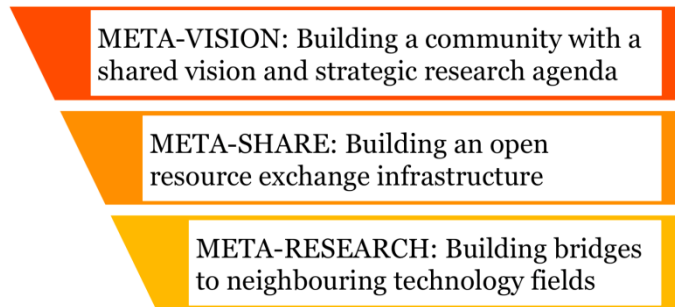 META-VISION: Building a community with a
shared vision and strategic research agenda
META-SHARE: Building an open
resource exchange infrastructure
META-RESEARCH: Building bridges
to neighbouring technology fields